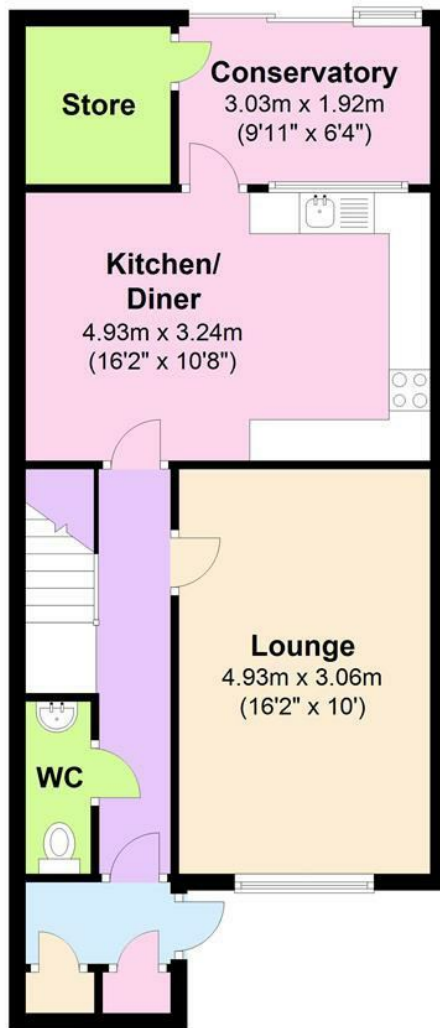 Store
Conservatory
3.03m x 1.92m
(9'11" x 6'4")
Kitchen/
Diner
4.93m x 3.24m
(16'2" x 10'8")
Lounge
4.93m x 3.06m
(16'2" x 10')
WC